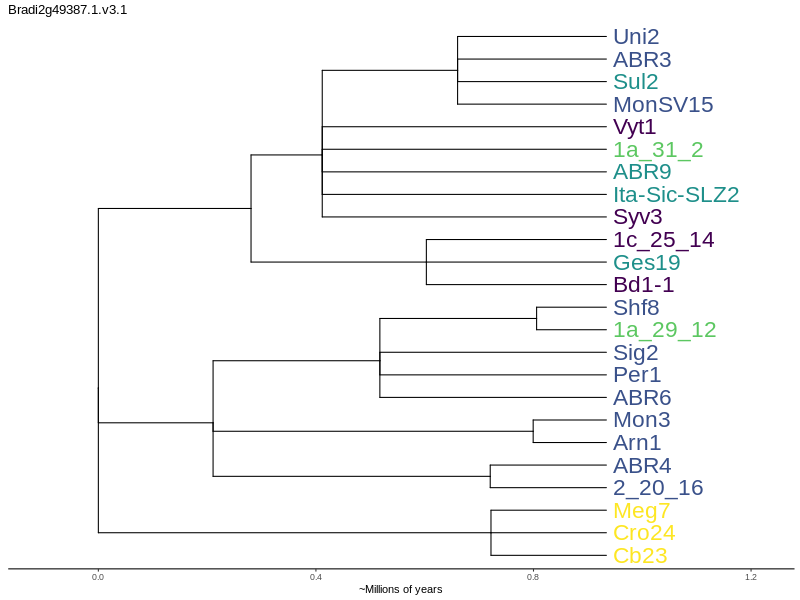 Bradi2g49387.1.v3.1
Uni2
ABR3
Sul2
MonSV15
Vyt1
1a_31_2
ABR9
Ita-Sic-SLZ2
Syv3
1c_25_14
Ges19
Bd1-1
Shf8
1a_29_12
Sig2
Per1
ABR6
Mon3
Arn1
ABR4
2_20_16
Meg7
Cro24
Cb23
0.0 0.4 0.8 1.2
~Millions of years